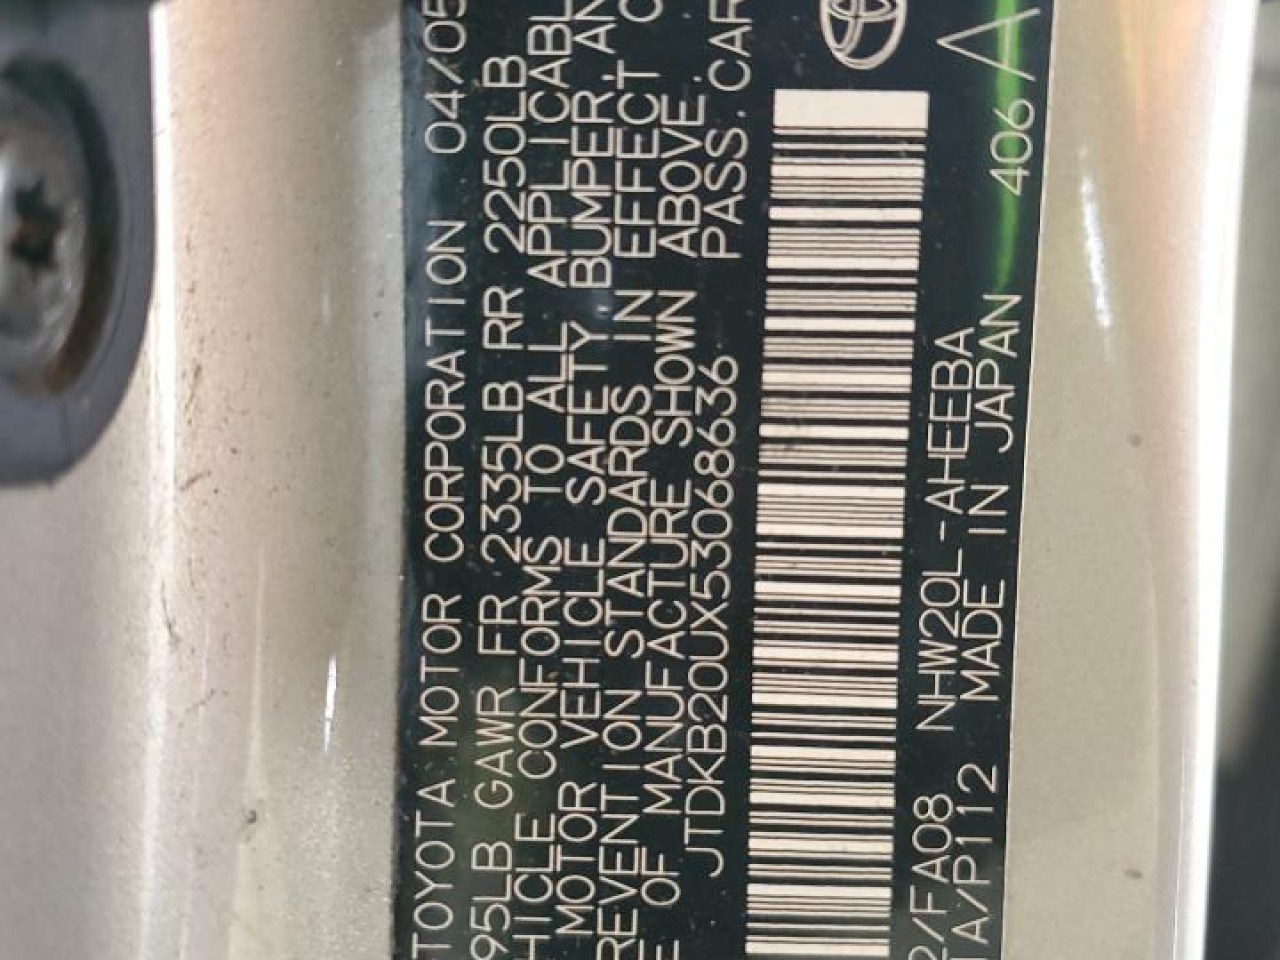 TOYOTA MOTOR CORPORATION 04/05
95LB GAWR FR 2335LB RR 2250LB
HICLE CONFORMS TO ALL APPLICABL
MOTOR VEHICLE SAFETY BUMPER AN
REVENTION STANDARDS IN EFFECT O
E OF MANUFACTURE SHOWN ABOVE.
JTDKB20UX53068636 PASS.CAR
2/FA08 NHW20L-AHEEBA
1A/P112 MADE IN JAPAN 406 A